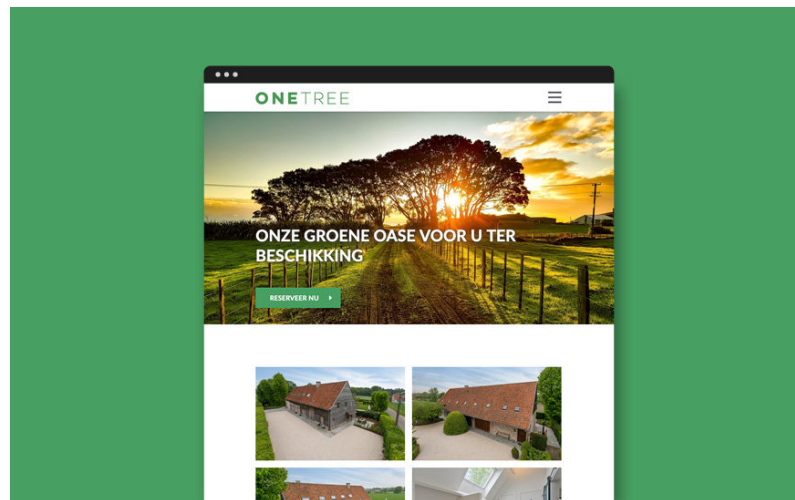 ONETREE
ONZE GROENE OASE VOOR U TER
BESCHIKKING
RESERVEER NU